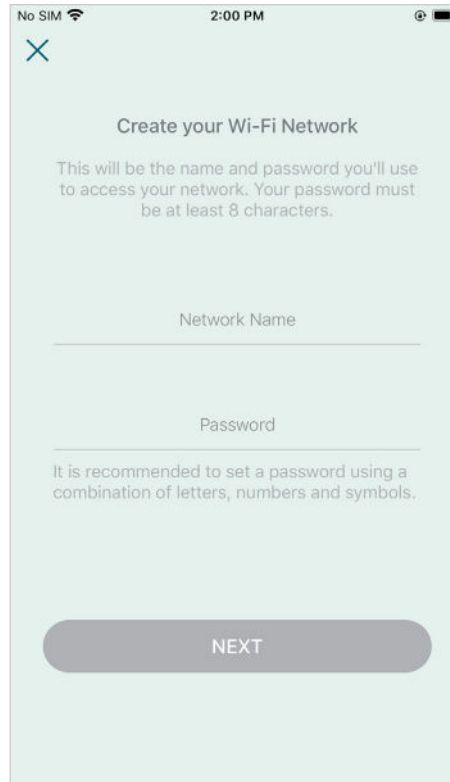 No SIM 2:00 PM
Create your Wi-Fi Network
This will be the name and password you'll use
to access your network. Your password must
be at least 8 characters.
Network Name
Password
It is recommended to set a password using a
combination of letters, numbers and symbols.
NEXT